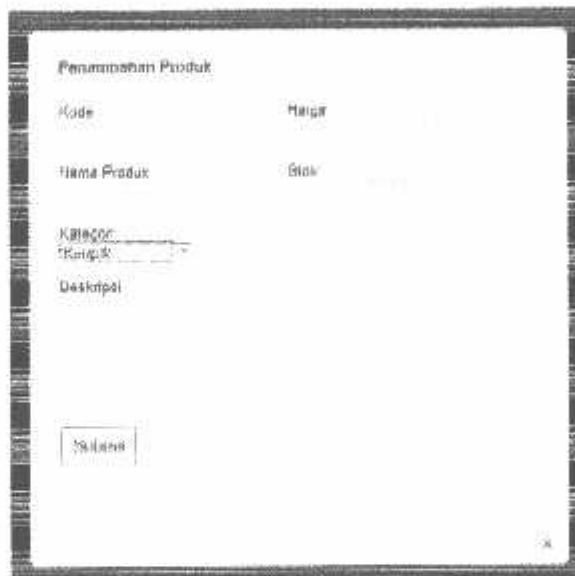 Penambahan Produk
Kode
Harga
Nama Produk
Stok
Kategori
Deskripsi